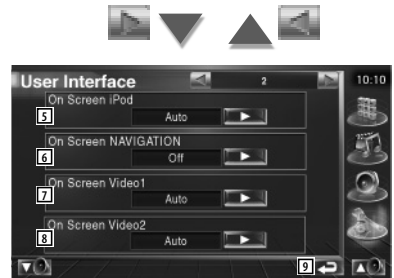 User Interface 2 10:10
On Screen iPod
5 Auto
On Screen NAVIGATION
6 Off
On Screen Video1
7 Auto
On Screen Video2
8 Auto
9